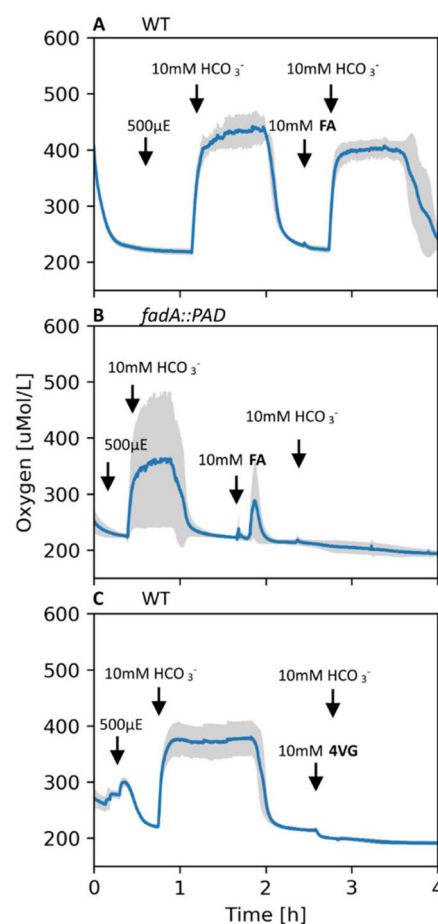 A WT
600
10mM HCO₃⁻ 10mM HCO₃⁻
500
500µE 10mM FA
400
300
200
B fadA::PAD
600
10mM HCO₃⁻
500
10mM HCO₃⁻
500µE
400
10mM FA
300
200
Oxygen [uMol/L]
C WT
600
10mM HCO₃⁻ 10mM HCO₃⁻
500
500µE
10mM 4VG
400
300
200
0 1 2 3 4
Time [h]